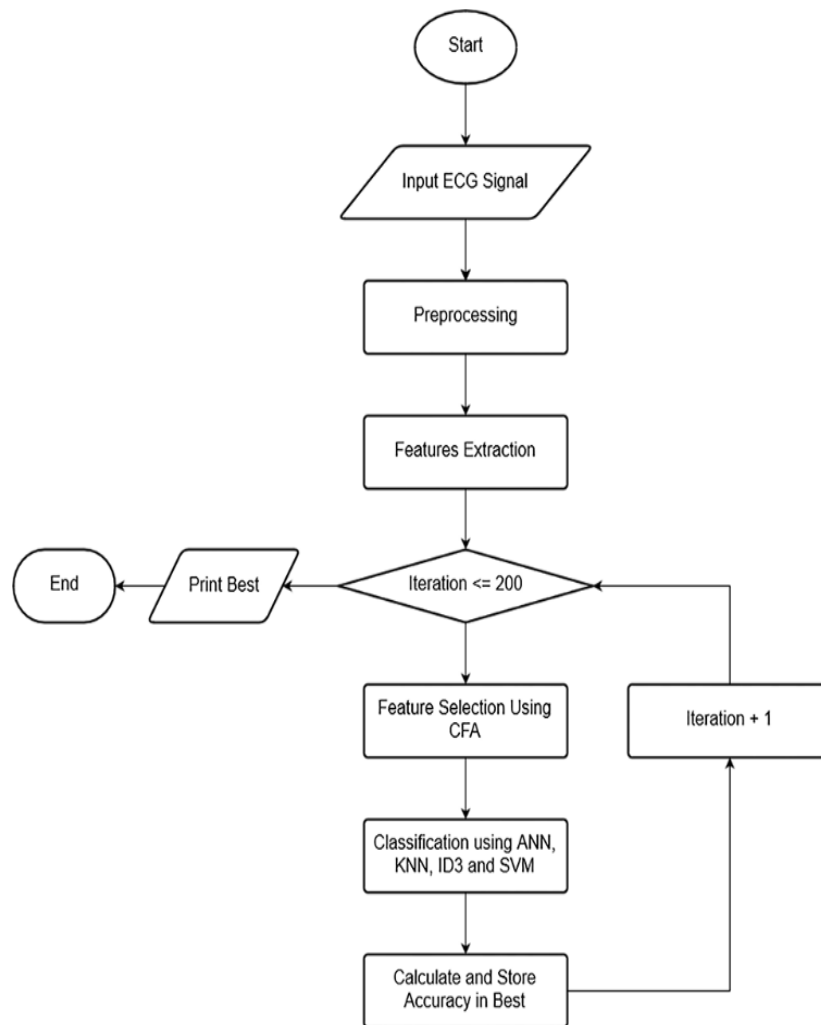 Start
Input ECG Signal
Preprocessing
Features Extraction
Iteration <= 200
Print Best
End
Feature Selection Using
CFA
Iteration + 1
Classification using ANN,
KNN, ID3 and SVM
Calculate and Store
Accuracy in Best